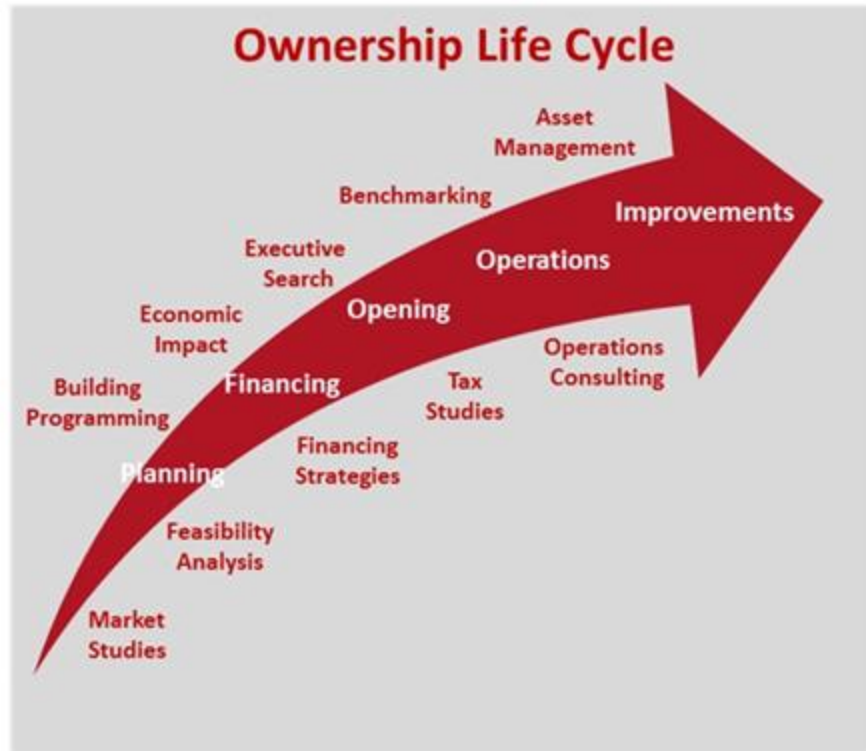 Ownership Life Cycle
Asset
Management
Benchmarking
Improvements
Executive
Search
Operations
Economic
Impact
Opening
Operations
Consulting
Building
Programming
Financing
Tax
Studies
Planning
Financing
Strategies
Feasibility
Analysis
Market
Studies